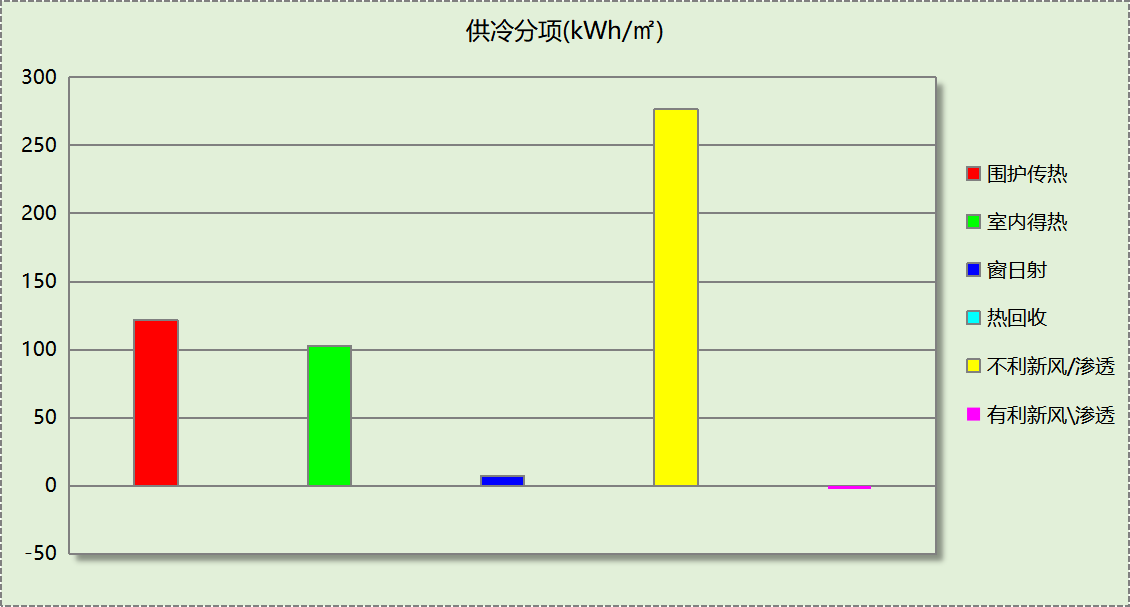 供冷分项(kWh/㎡)
300
250
200
150
100
50
0
-50
围护传热
室内得热
窗日射
热回收
不利新风/渗透
有利新风\渗透